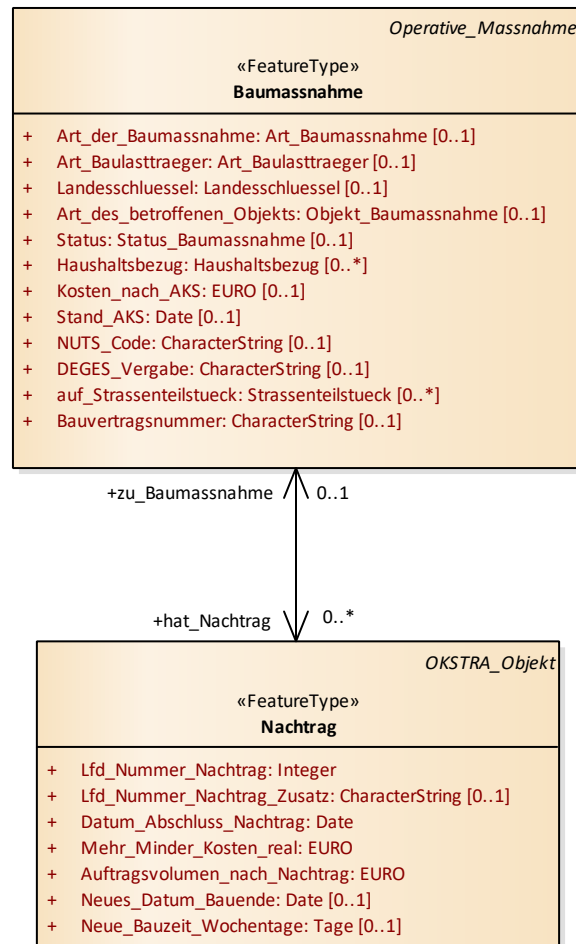 Operative_Massnahme
«FeatureType»
Baumassnahme
+ Art_der_Baumassnahme: Art_Baumassnahme [0..1]
+ Art_Baulasttraeger: Art_Baulasttraeger [0..1]
+ Landesschluessel: Landesschluessel [0..1]
+ Art_des_betroffenen_Objekts: Objekt_Baumassnahme [0..1]
+ Status: Status_Baumassnahme [0..1]
+ Haushaltsbezug: Haushaltsbezug [0..*]
+ Kosten_nach_AKS: EURO [0..1]
+ Stand_AKS: Date [0..1]
+ NUTS_Code: CharacterString [0..1]
+ DEGES_Vergabe: CharacterString [0..1]
+ auf_Strassenteilstueck: Strassenteilstueck [0..*]
+ Bauvertragsnummer: CharacterString [0..1]
+zu_Baumassnahme 0..1
+hat_Nachtrag 0..*
OKSTRA_Objekt
«FeatureType»
Nachtrag
+ Lfd_Nummer_Nachtrag: Integer
+ Lfd_Nummer_Nachtrag_Zusatz: CharacterString [0..1]
+ Datum_Abschluss_Nachtrag: Date
+ Mehr_Minder_Kosten_real: EURO
+ Auftragsvolumen_nach_Nachtrag: EURO
+ Neues_Datum_Bauende: Date [0..1]
+ Neue_Bauzeit_Wochentage: Tage [0..1]